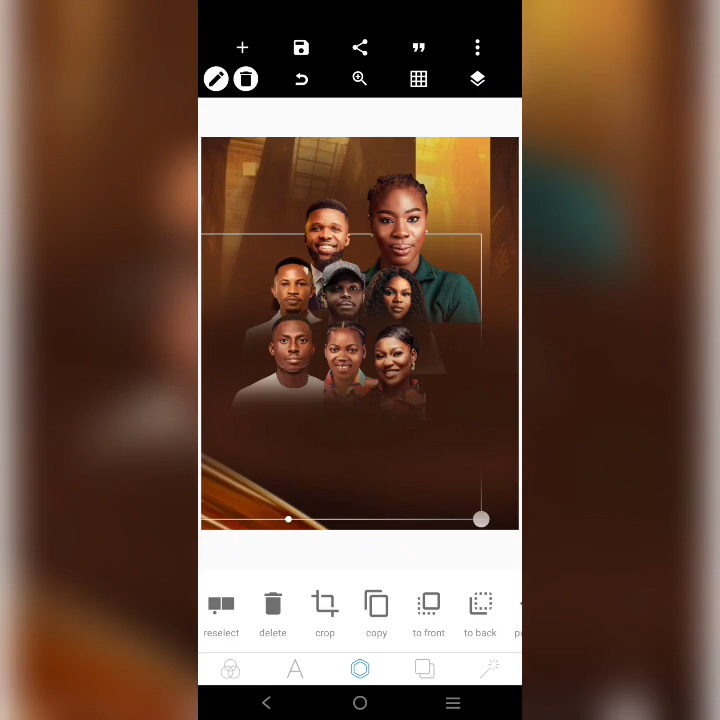 reselect
delete
crop
copy
to front
to back